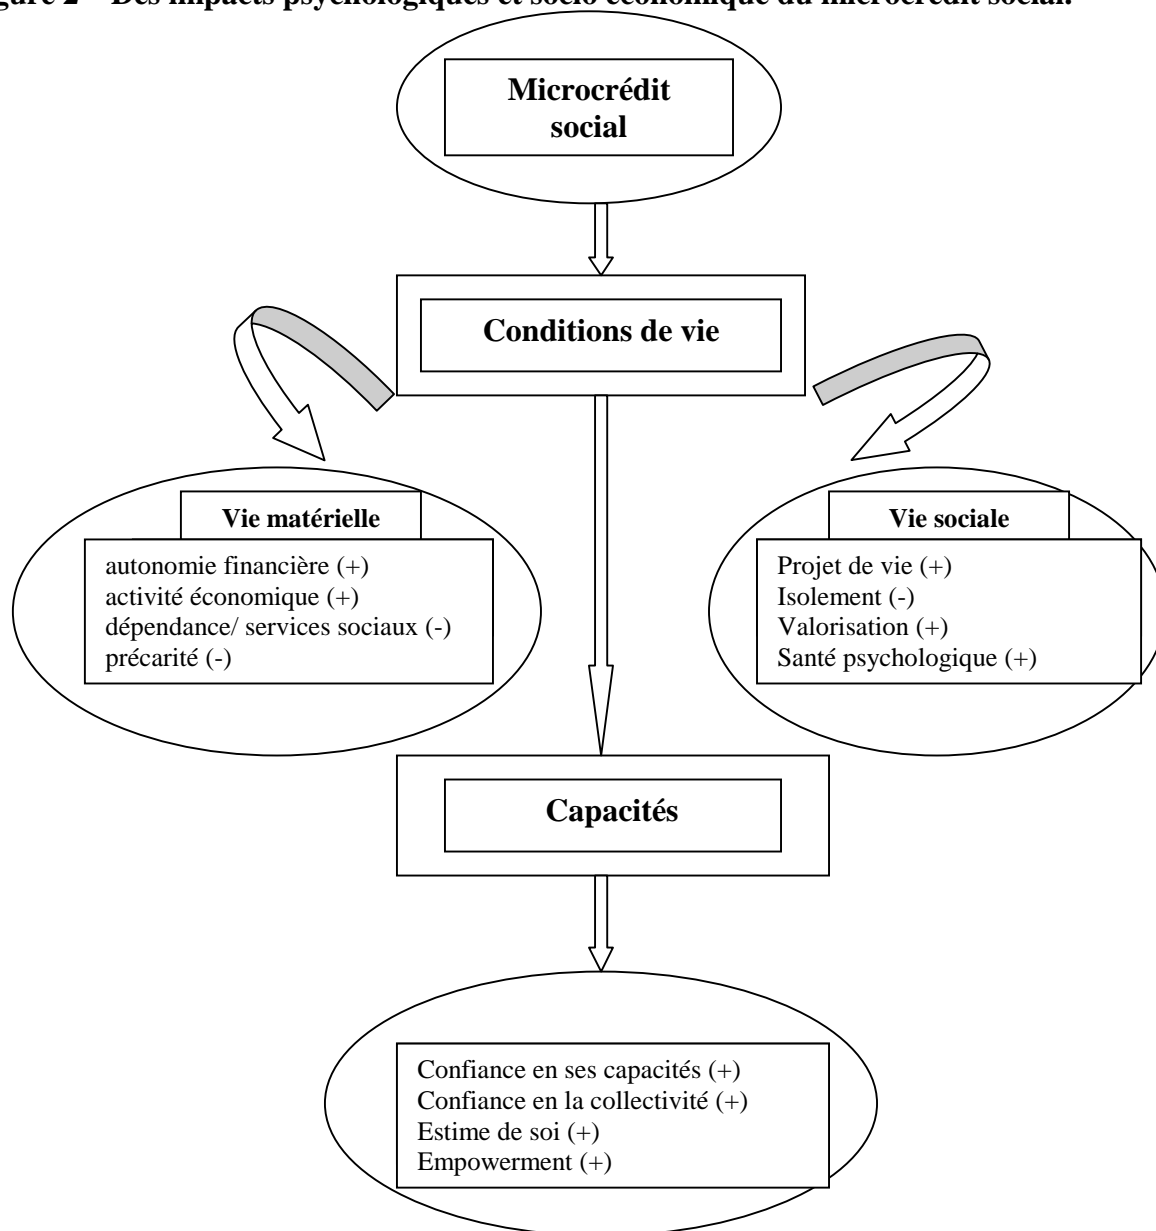 gure 2 – Des impacts psychologiques et socio économique du microcrédit social.
Microcrédit
social
Conditions de vie
Vie matérielle
autonomie financière (+)
activité économique (+)
dépendance/ services sociaux (-)
précarité (-)
Vie sociale
Projet de vie (+)
Isolement (-)
Valorisation (+)
Santé psychologique (+)
Capacités
Confiance en ses capacités (+)
Confiance en la collectivité (+)
Estime de soi (+)
Empowerment (+)